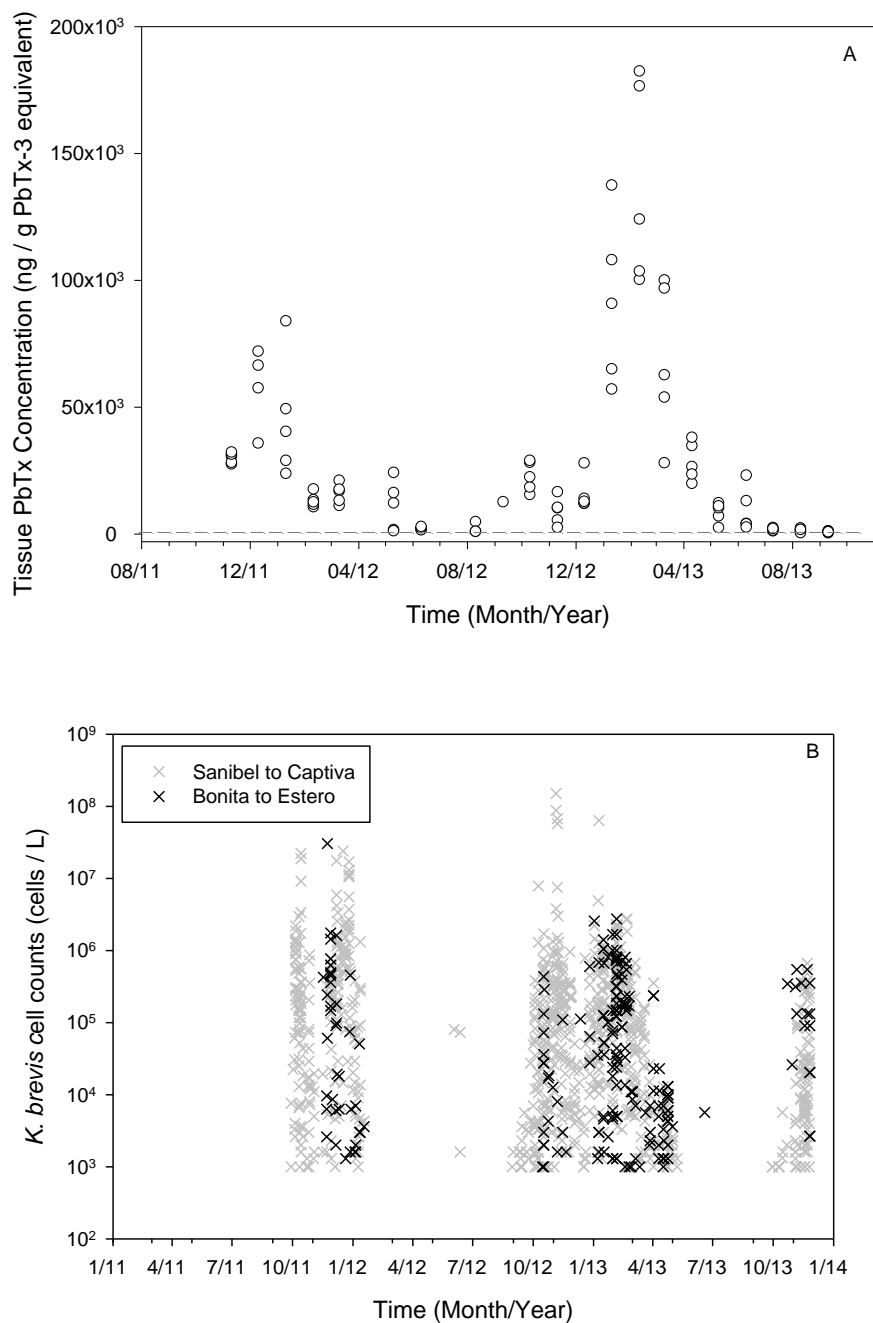 A
Tissue PbTx Concentration (ng / g PbTx-3 equivalent)
200x10³
150x10³
100x10³
50x10³
0
08/11 12/11 04/12 08/12 12/12 04/13 08/13
Time (Month/Year)
B
Sanibel to Captiva
Bonita to Estero
K. brevis cell counts (cells / L)
10⁹
10⁸
10⁷
10⁶
10⁵
10⁴
10³
10²
1/11 4/11 7/11 10/11 1/12 4/12 7/12 10/12 1/13 4/13 7/13 10/13 1/14
Time (Month/Year)